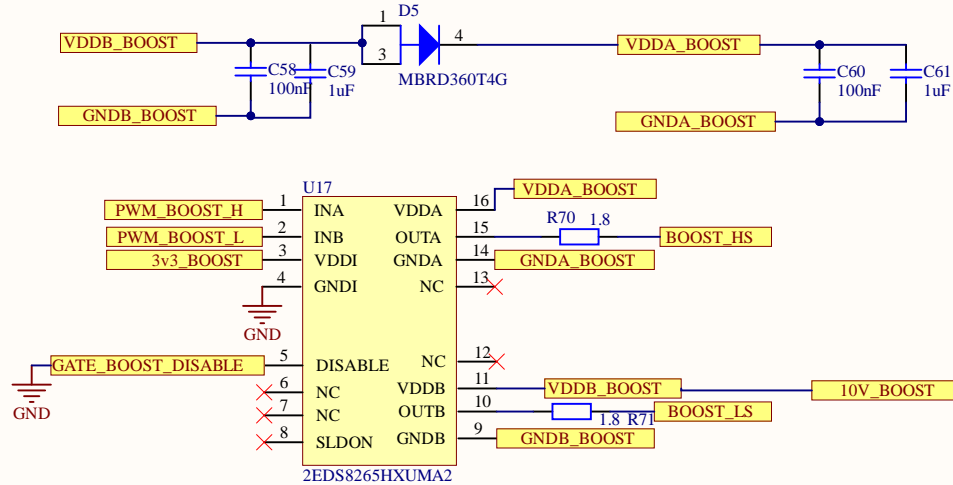 D5
1
VDDB_BOOST
4
VDDA_BOOST
3
C58
C59
MBRD360T4G
C60
C61
100nF
1uF
100nF
1uF
GNDB_BOOST
GNDA_BOOST
U17
VDDA_BOOST
1
INA
VDDA
16
PWM_BOOST_H
R70
1.8
2
INB
OUTA
15
PWM_BOOST_L
BOOST_HS
3
VDDI
GNDA
14
3v3_BOOST
GNDA_BOOST
4
GNDI
NC
13
GND
NC
12
GATE_BOOST_DISABLE
5
DISABLE
VDDB
11
VDDB_BOOST
10V_BOOST
6
NC
GND
OUTB
10
BOOST_LS
7
NC
1.8
R71
8
SLDON
GNDB
9
GNDB_BOOST
2EDS8265HXUMA2